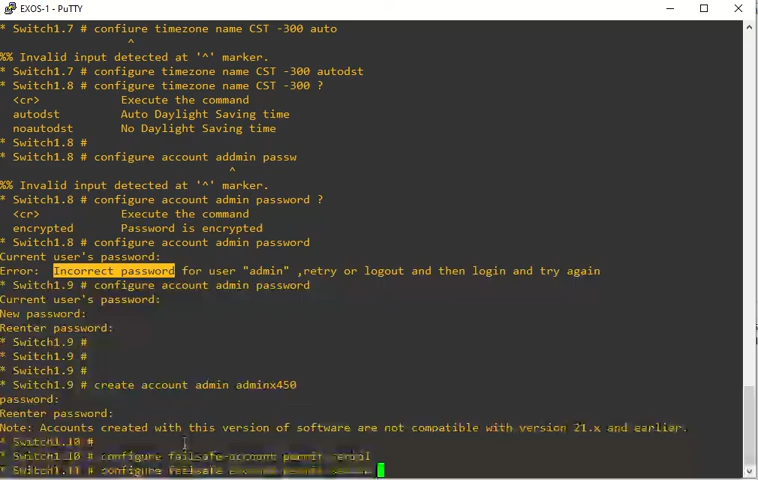 EXOS-1 - PuTTY
* Switch1.7 # confiure timezone name CST -300 auto
^
%% Invalid input detected at '^' marker.
* Switch1.7 # configure timezone name CST -300 autodst
* Switch1.8 # configure timezone name CST -300 ?
<cr> Execute the command
autodst Auto Daylight Saving time
noautodst No Daylight Saving time
* Switch1.8 #
* Switch1.8 # configure account addmin passw
^
%% Invalid input detected at '^' marker.
* Switch1.8 # configure account admin password ?
<cr> Execute the command
encrypted Password is encrypted
* Switch1.8 # configure account admin password
Current user's password:
Error: Incorrect password for user "admin" ,retry or logout and then login and try again
* Switch1.9 # configure account admin password
Current user's password:
New password:
Reenter password:
* Switch1.9 #
* Switch1.9 #
* Switch1.9 #
* Switch1.9 # create account admin adminx450
password:
Reenter password:
Note: Accounts created with this version of software are not compatible with version 21.x and earlier.
* Switch1.10 #
* Switch1.10 # configure failsafe-account permit serial
* Switch1.11 # configure failsafe